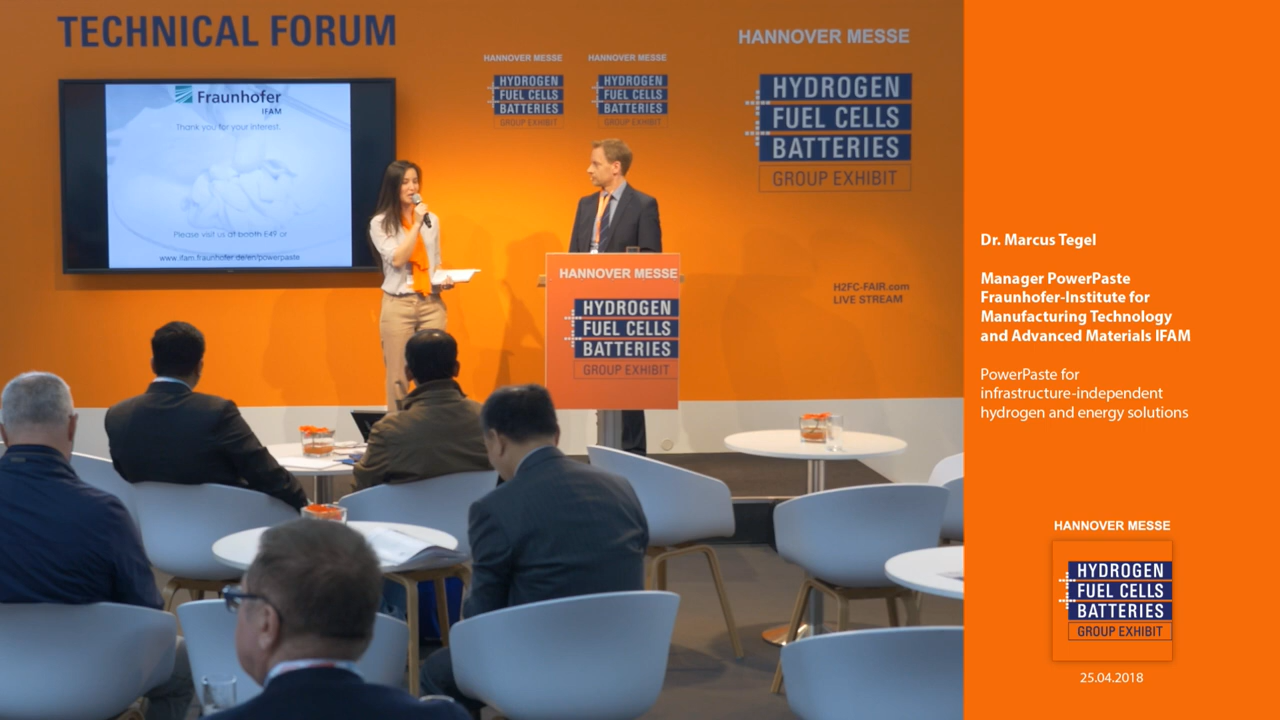 TECHNICAL FORUM
Fraunhofer
IFAM
Thank you for your interest.
Please visit us at booth E49 or
www.ifam.fraunhofer.de/en/powerpaste
HANNOVER MESSE
HYDROGEN
FUEL CELLS
BATTERIES
GROUP EXHIBIT
HANNOVER MESSE
HYDROGEN
FUEL CELLS
BATTERIES
GROUP EXHIBIT
HANNOVER MESSE
HYDROGEN
FUEL CELLS
BATTERIES
GROUP EXHIBIT
H2FC-FAIR.com
LIVE STREAM
HANNOVER MESSE
HYDROGEN
FUEL CELLS
BATTERIES
GROUP EXHIBIT
Dr. Marcus Tegel
Manager PowerPaste
Fraunhofer-Institute for
Manufacturing Technology
and Advanced Materials IFAM
PowerPaste for
infrastructure-independent
hydrogen and energy solutions
HANNOVER MESSE
HYDROGEN
FUEL CELLS
BATTERIES
GROUP EXHIBIT
25.04.2018